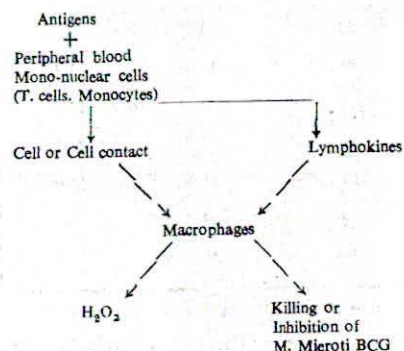 Antigens
+
Peripheral blood
Mono-nuclear cells
(T. cells. Monocytes)
Cell or Cell contact
Lymphokines
Macrophages
H₂O₂
Killing or
Inhibition of
M. Mieroti BCG